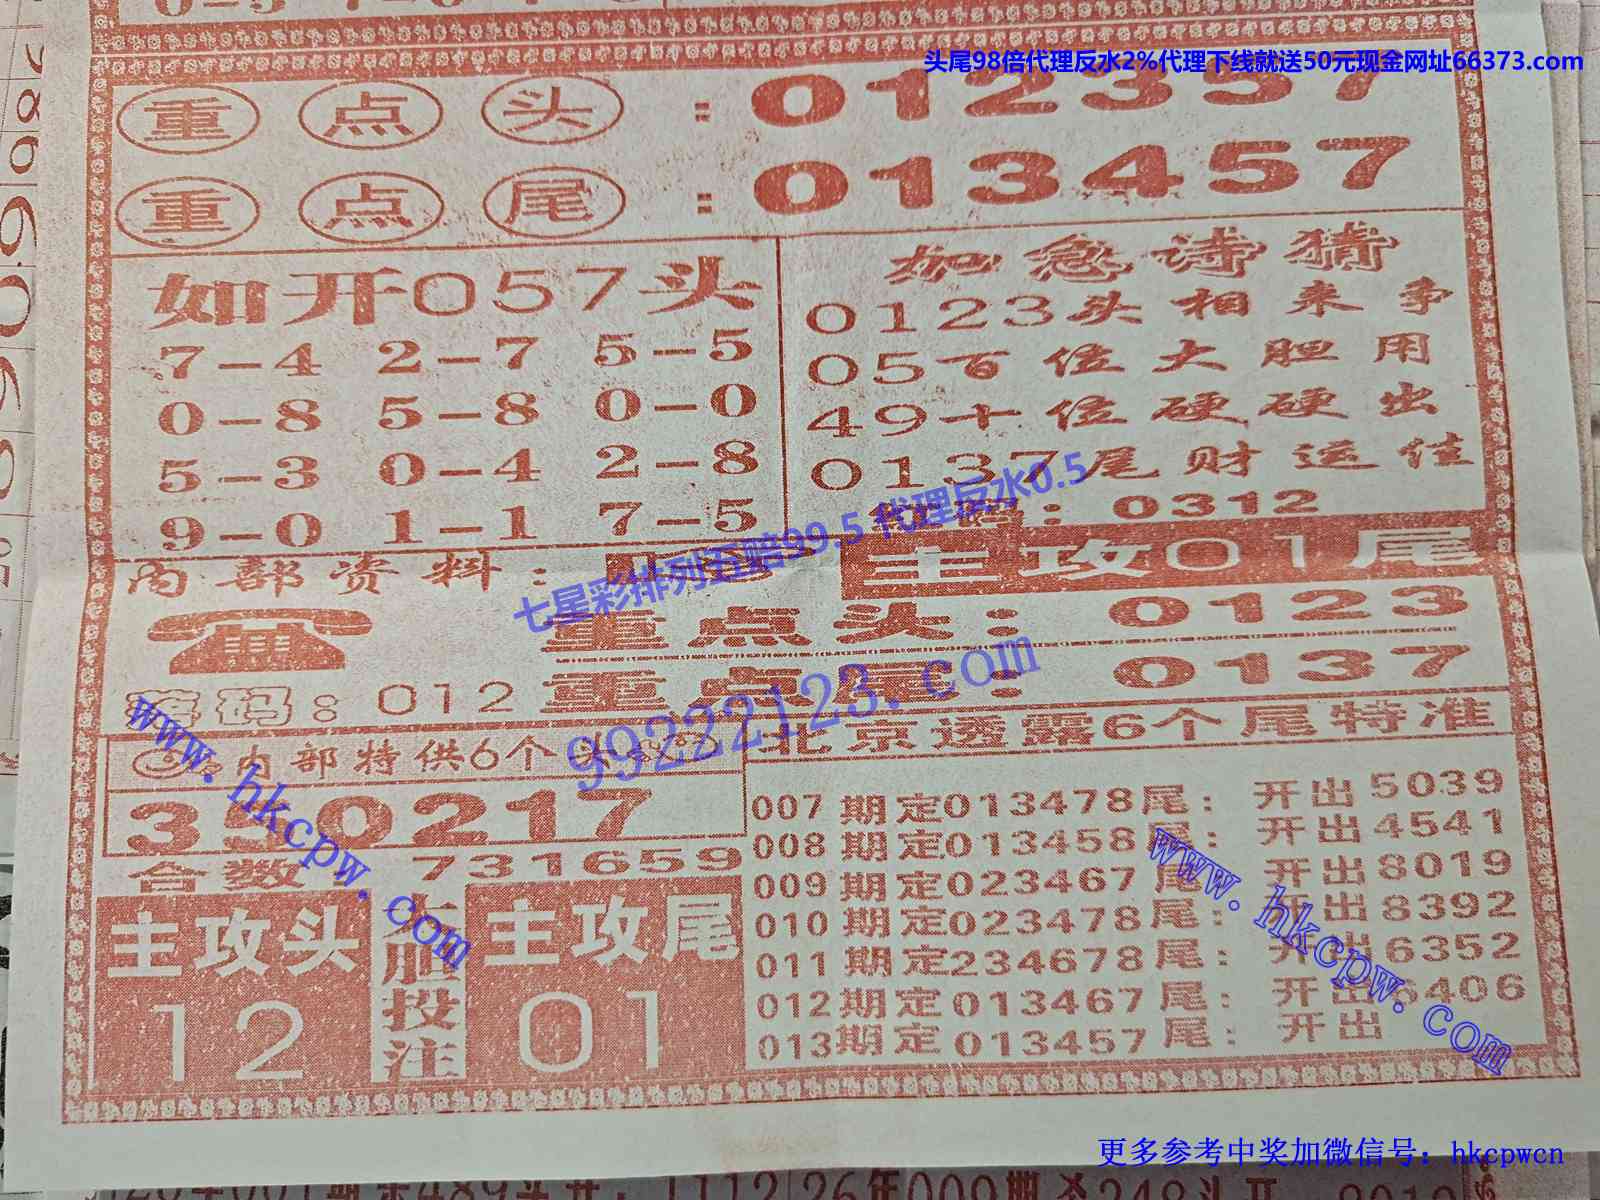 头尾98倍代理反水2%代理下线就送50元现金网址66373.com
重点头：012357
重点尾：013457
如开057头
7-4 2-7 5-5
0-8 5-8 0-0
5-3 0-4 2-8
9-0 1-1 7-5
如急诗猜
0123头相来争
05百位大胆用
49十位硬硬出
0137尾财运佳
：0312
七星彩排列五赔99.5 代理反水0.5
内部资料：
主攻01尾
重点头：0123
重点尾：0137
码：012
99222123.com
www.hkcpw.com
内部特供6个头
350217
合数 731659
主攻头
12
胆投注
主攻尾
01
北京透露6个尾特准
007期定013478尾：开出5039
008期定013458尾：开出4541
009期定023467尾 开出8019
010期定023478尾：开出8392
011期定234678尾：开出6352
012期定013467尾：开出6406
013期定013457尾：开出
www.hkcpw.com
更多参考中奖加微信号：hkcpwcn